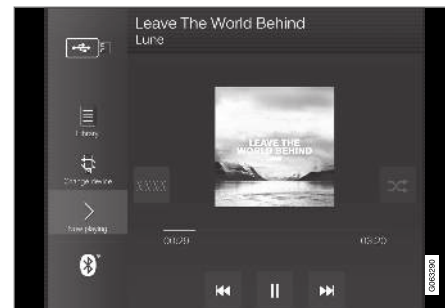 Leave The World Behind
Lune
Library
Change device
Now playing
LEAVE THE
WORLD BEHIND
XXXX
00:29
03:20
G063290